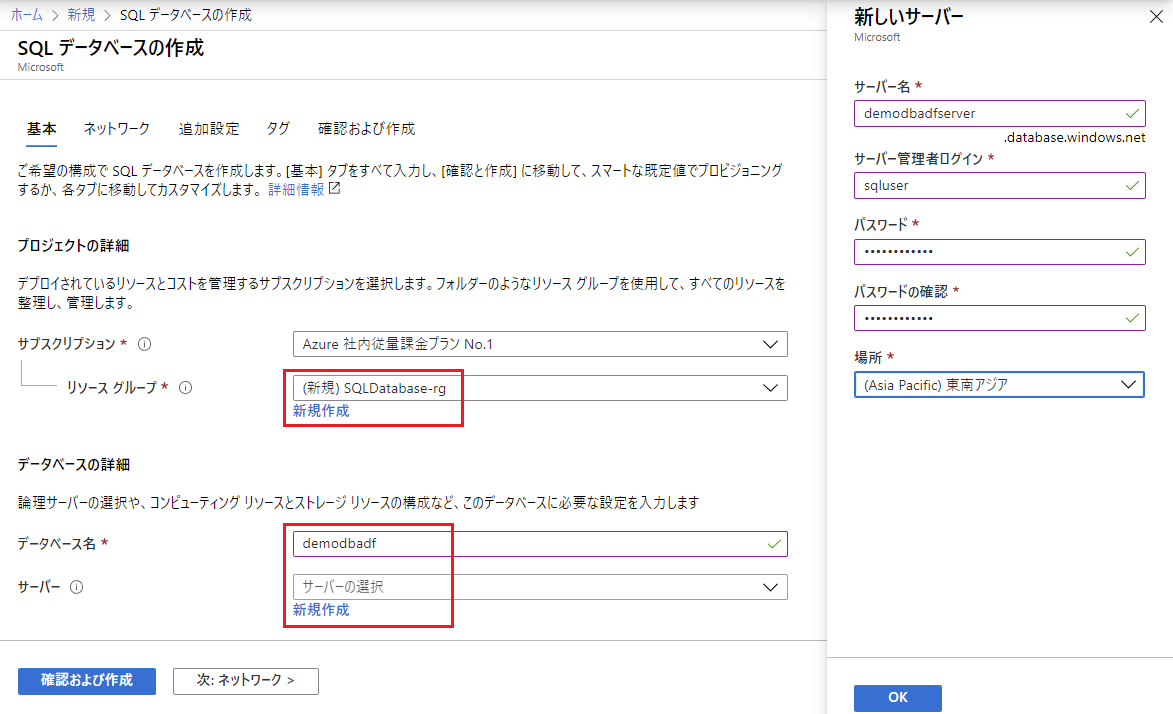 ホーム > 新規 > SQL データベースの作成
SQL データベースの作成
Microsoft
基本 ネットワーク 追加設定 タグ 確認および作成
ご希望の構成で SQL データベースを作成します。[基本] タブをすべて入力し、[確認と作成] に移動して、スマートな既定値でプロビジョニング
するか、各タブに移動してカスタマイズします。 詳細情報
プロジェクトの詳細
デプロイされているリソースとコストを管理するサブスクリプションを選択します。フォルダーのようなリソース グループを使用して、すべてのリソースを
整理し、管理します。
サブスクリプション *
Azure 社内従量課金プラン No.1
リソース グループ *
(新規) SQLDatabase-rg
新規作成
データベースの詳細
論理サーバーの選択や、コンピューティング リソースとストレージ リソースの構成など、このデータベースに必要な設定を入力します
データベース名 *
demodbadf
サーバー
サーバーの選択
新規作成
確認および作成
次: ネットワーク >
新しいサーバー
Microsoft
サーバー名 *
demodbadfserver
.database.windows.net
サーバー管理者ログイン *
sqluser
パスワード *
••••••••••••
パスワードの確認 *
••••••••••••
場所 *
(Asia Pacific) 東南アジア
OK